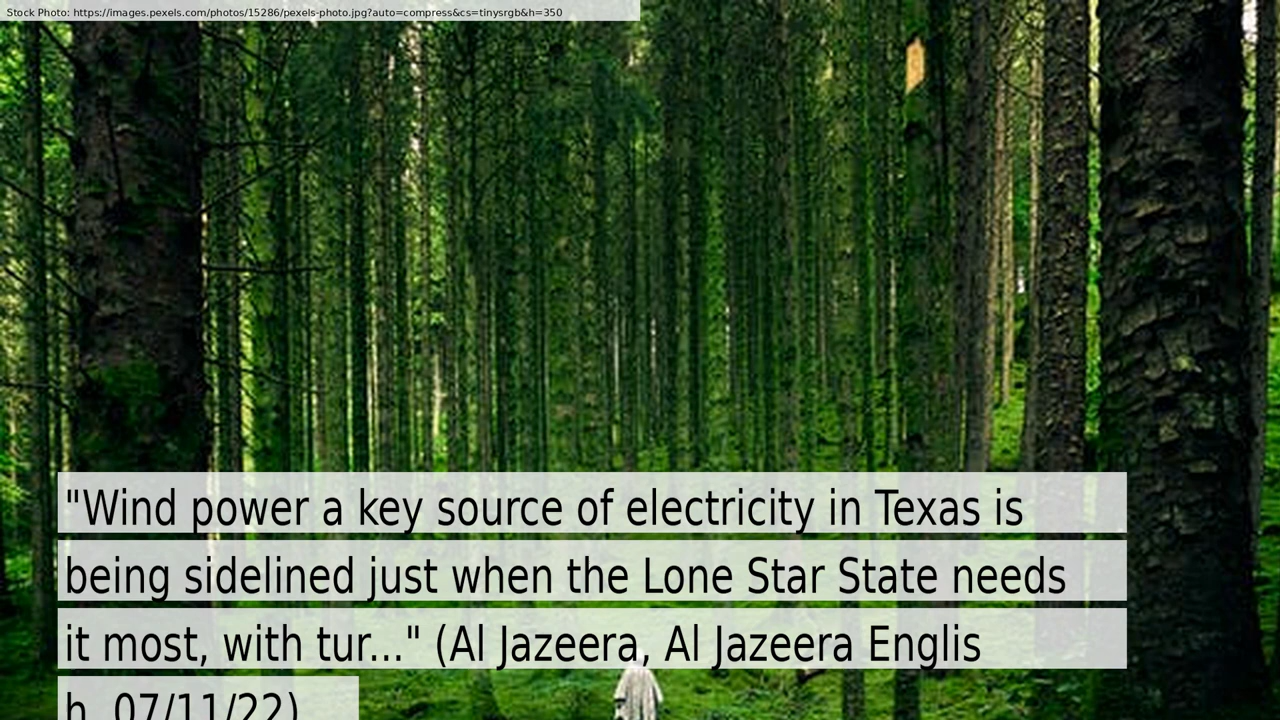 Stock Photo: https://images.pexels.com/photos/15286/pexels-photo.jpg?auto=compress&cs=tinysrgb&h=350
"Wind power a key source of electricity in Texas is
being sidelined just when the Lone Star State needs
it most, with tur..." (Al Jazeera, Al Jazeera Englis
h, 07/11/22)